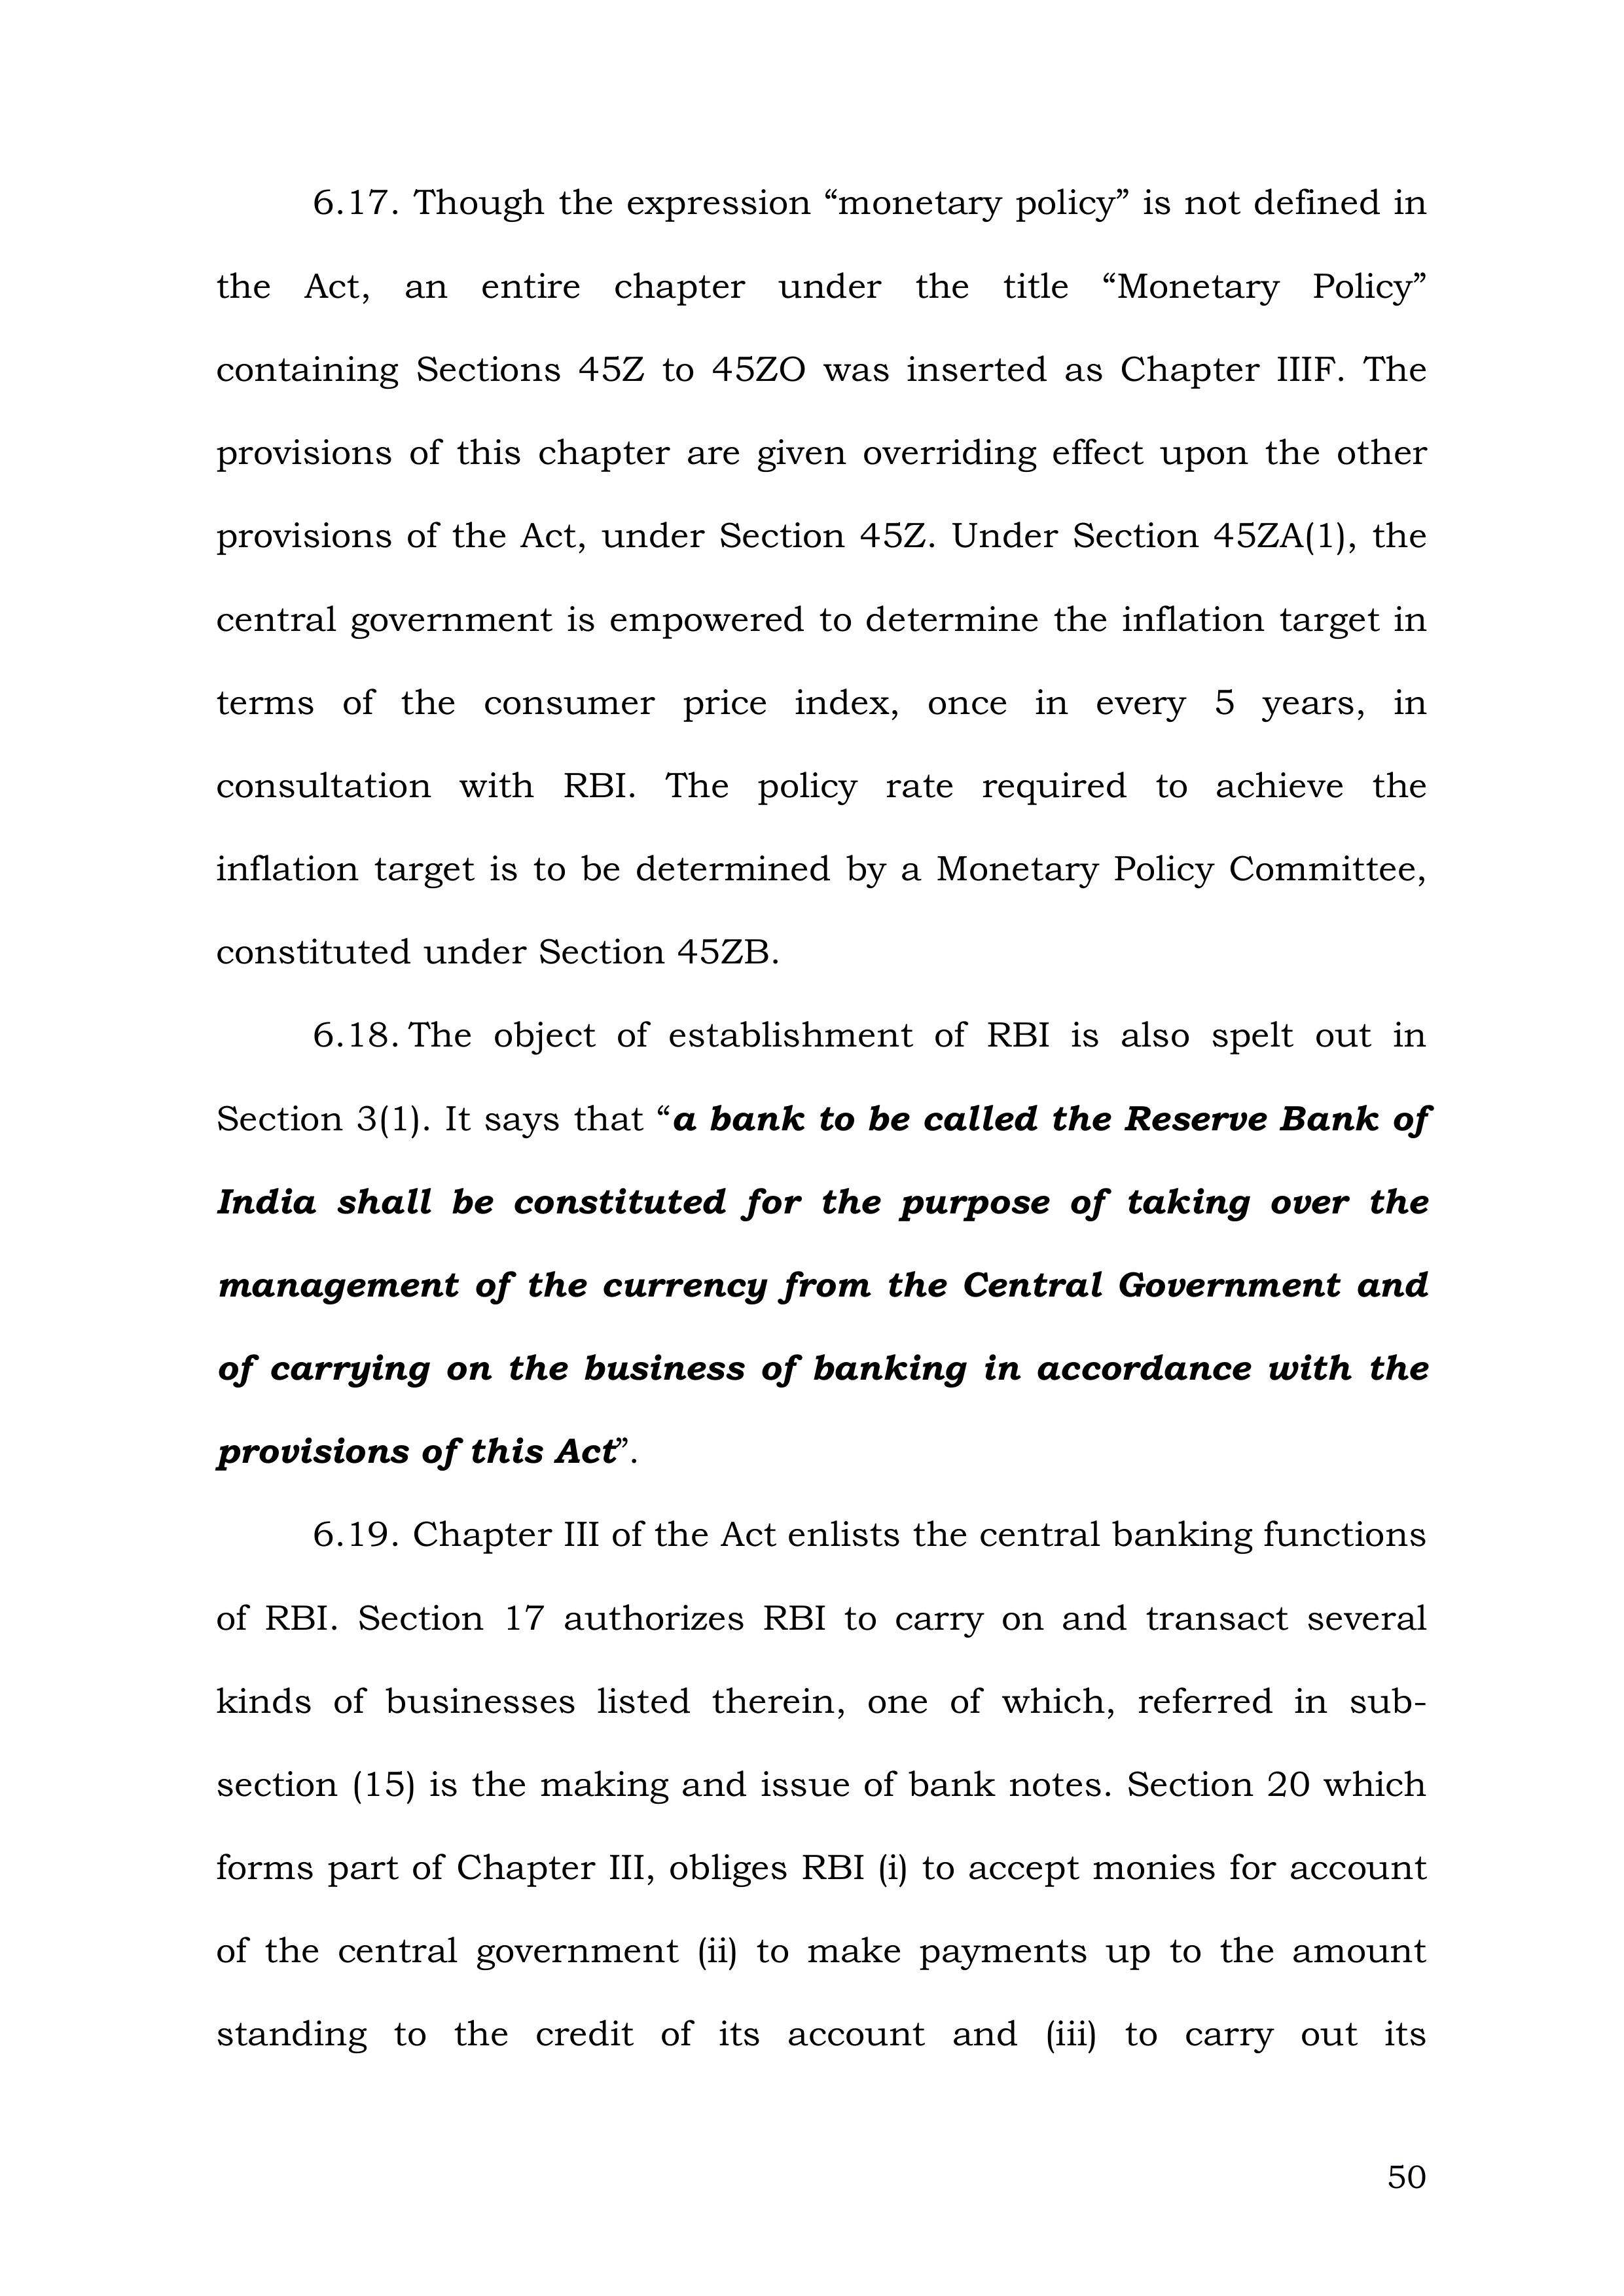 6.17. Though the expression “monetary policy” is not defined in
the Act, an entire chapter under the title “Monetary Policy”
containing Sections 45Z to 45ZO was inserted as Chapter IIIF. The
provisions of this chapter are given overriding effect upon the other
provisions of the Act, under Section 45Z. Under Section 45ZA(1), the
central government is empowered to determine the inflation target in
terms of the consumer price index, once in every 5 years, in
consultation with RBI. The policy rate required to achieve the
inflation target is to be determined by a Monetary Policy Committee,
constituted under Section 45ZB.
6.18. The object of establishment of RBI is also spelt out in
Section 3(1). It says that “a bank to be called the Reserve Bank of
India shall be constituted for the purpose of taking over the
management of the currency from the Central Government and
of carrying on the business of banking in accordance with the
provisions of this Act”.
6.19. Chapter III of the Act enlists the central banking functions
of RBI. Section 17 authorizes RBI to carry on and transact several
kinds of businesses listed therein, one of which, referred in sub-
section (15) is the making and issue of bank notes. Section 20 which
forms part of Chapter III, obliges RBI (i) to accept monies for account
of the central government (ii) to make payments up to the amount
standing to the credit of its account and (iii) to carry out its
50